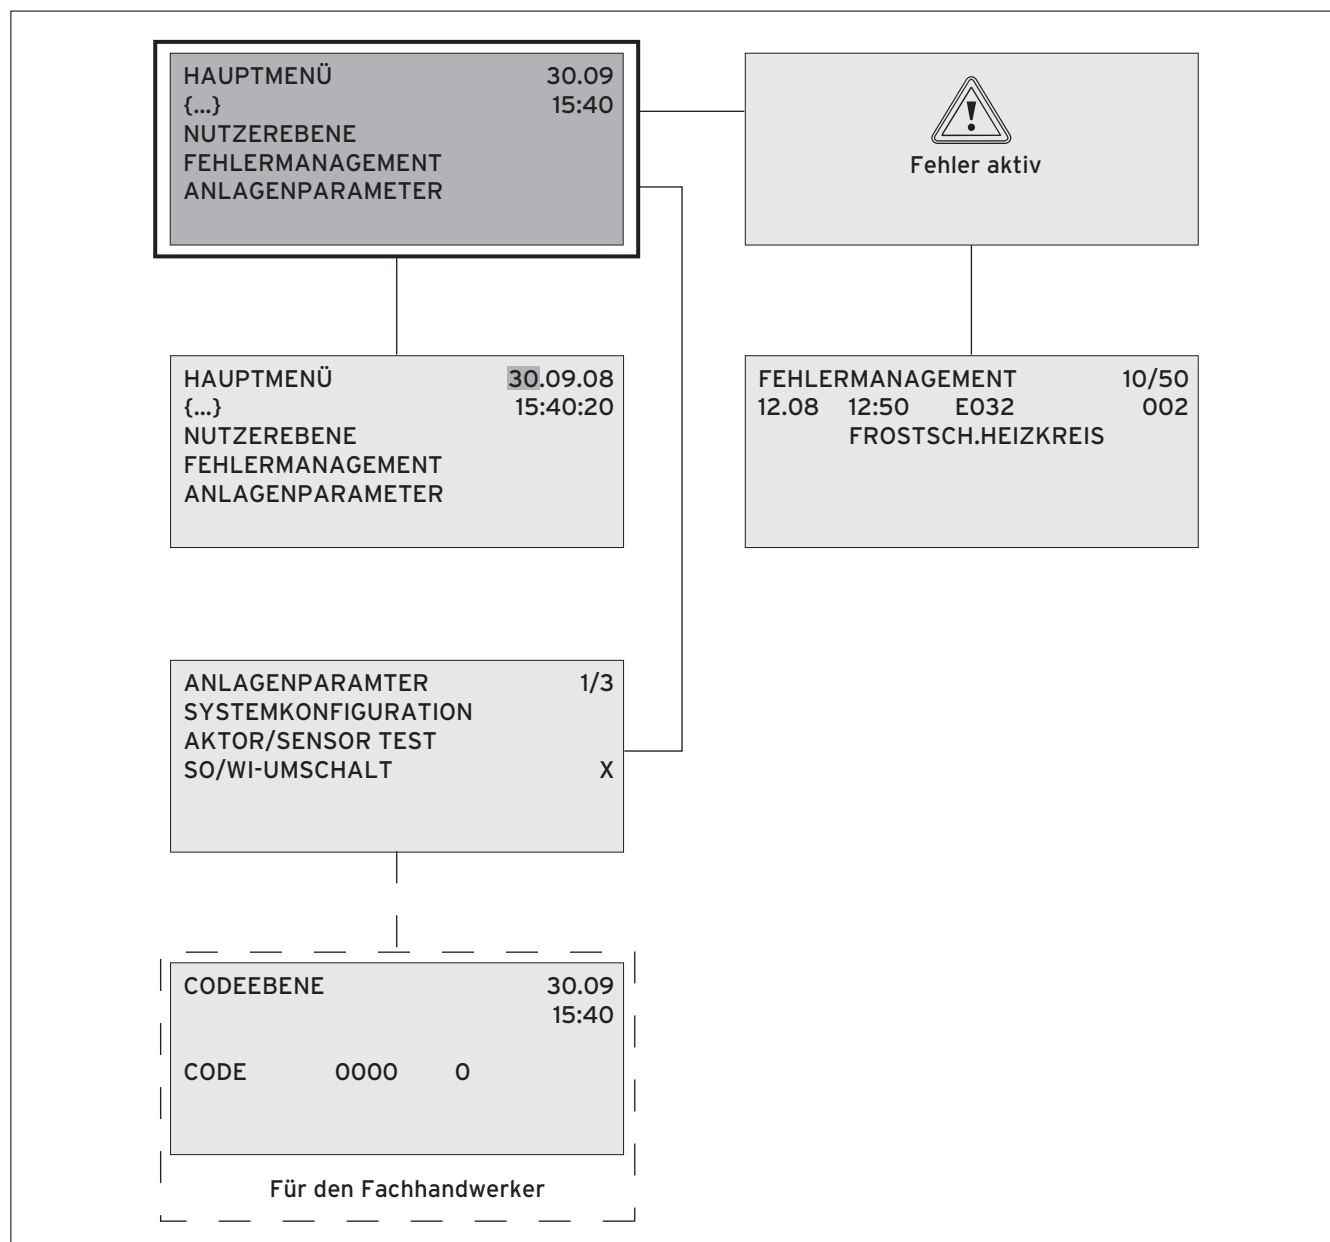 HAUPTMENÜ 30.09
{...} 15:40
NUTZEREBENE
FEHLERMANAGEMENT
ANLAGENPARAMETER
Fehler aktiv
HAUPTMENÜ 30.09.08
{...} 15:40:20
NUTZEREBENE
FEHLERMANAGEMENT
ANLAGENPARAMETER
FEHLERMANAGEMENT 10/50
12.08 12:50 E032 002
FROSTSCH.HEIZKREIS
ANLAGENPARAMTER 1/3
SYSTEMKONFIGURATION
AKTOR/SENSOR TEST
SO/WI-UMSCHALT X
CODEEBENE 30.09
15:40
CODE 0000 0
Für den Fachhandwerker